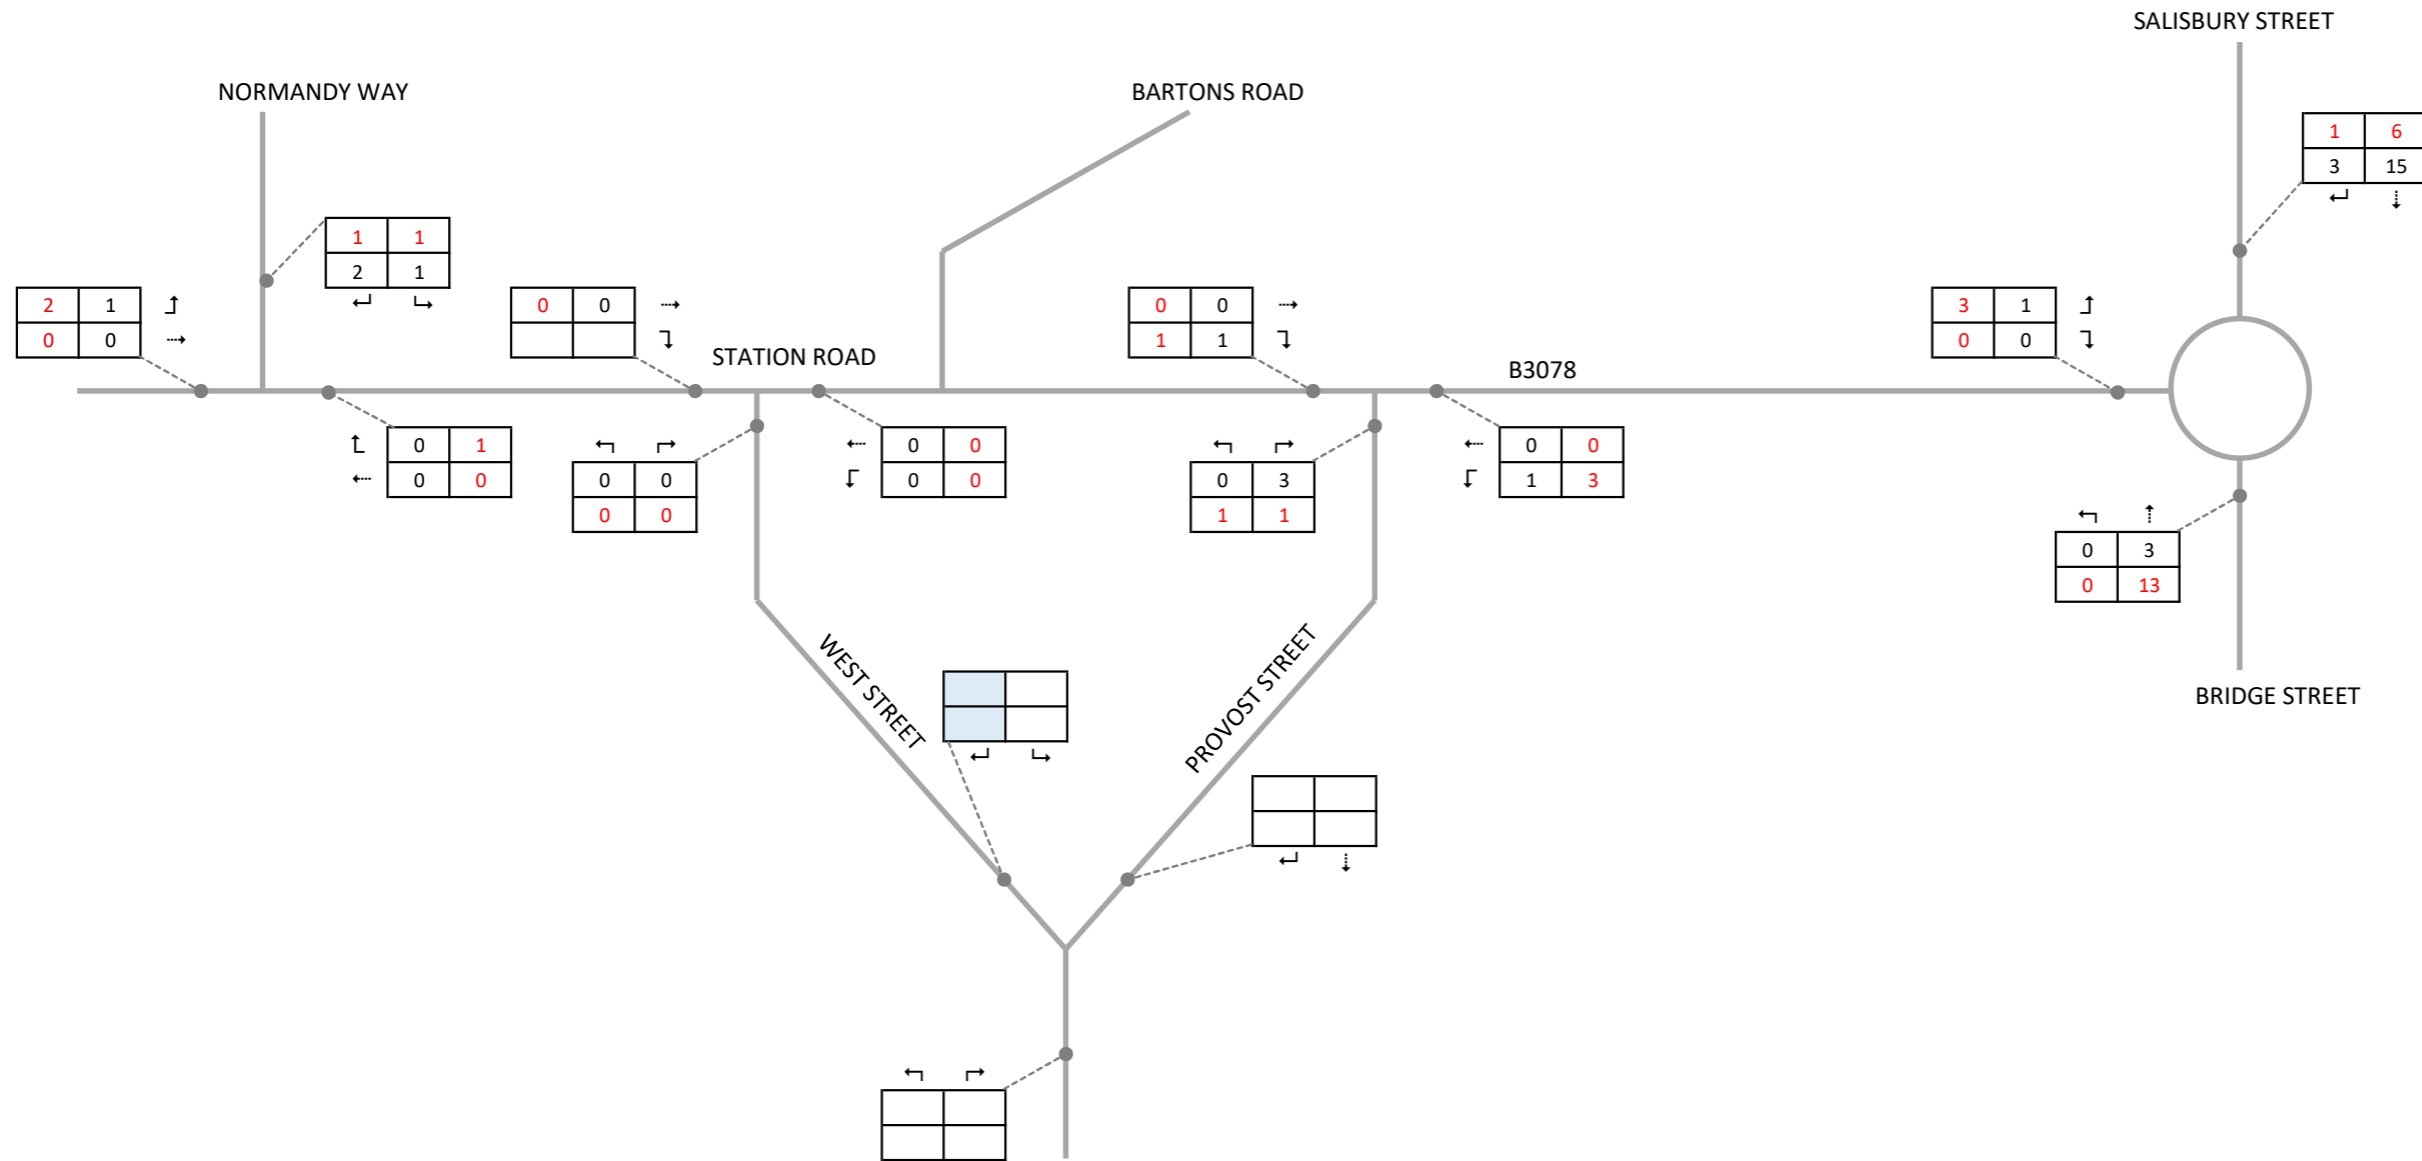 SALISBURY STREET
NORMANDY WAY
BARTONS ROAD
1 6
3 15
1 1
2 1
2 1
0 0
0 0
0 0
1 1
3 1
0 0
STATION ROAD
B3078
0 1
0 0
0 0
0 0
0 0
0 0
0 3
1 1
0 0
1 3
0 3
0 13
WEST STREET
PROVOST STREET
BRIDGE STREET